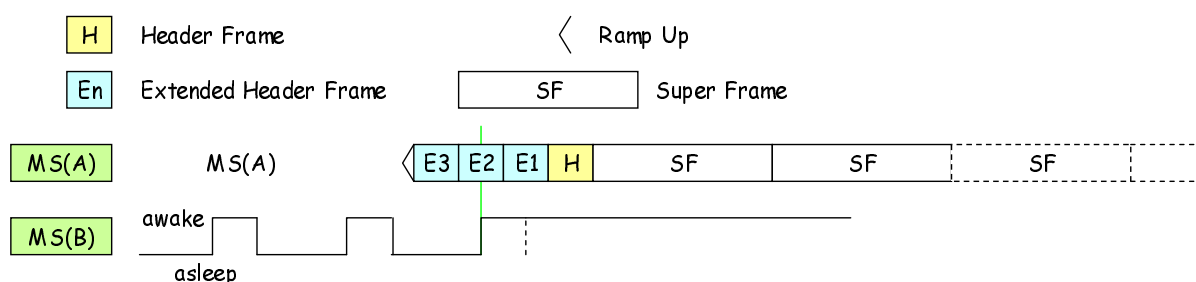 H Header Frame Ramp Up
En Extended Header Frame SF Super Frame
MS(A) MS(A) E3 E2 E1 H SF SF SF
awake
MS(B)
asleep